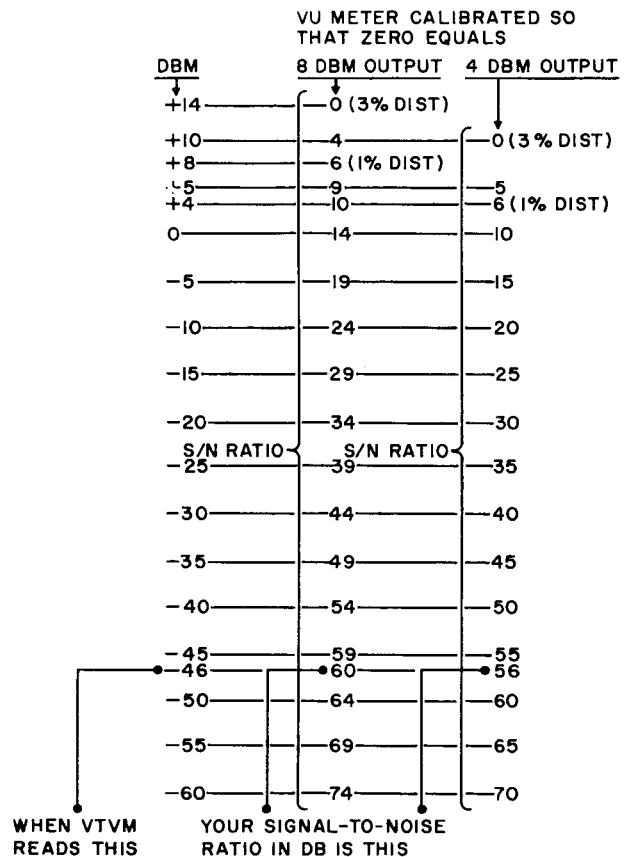 VU METER CALIBRATED SO
THAT ZERO EQUALS
DBM 8 DBM OUTPUT 4 DBM OUTPUT
+14 0 (3% DIST)
+10 4 0 (3% DIST)
+8 6 (1% DIST)
+5 9 5
+4 10 6 (1% DIST)
0 14 10
-5 19 15
-10 24 20
-15 29 25
-20 34 30
S/N RATIO S/N RATIO
-25 39 35
-30 44 40
-35 49 45
-40 54 50
-45 59 55
-46 60 56
-50 64 60
-55 69 65
-60 74 70
WHEN VTVM YOUR SIGNAL-TO-NOISE
READS THIS RATIO IN DB IS THIS